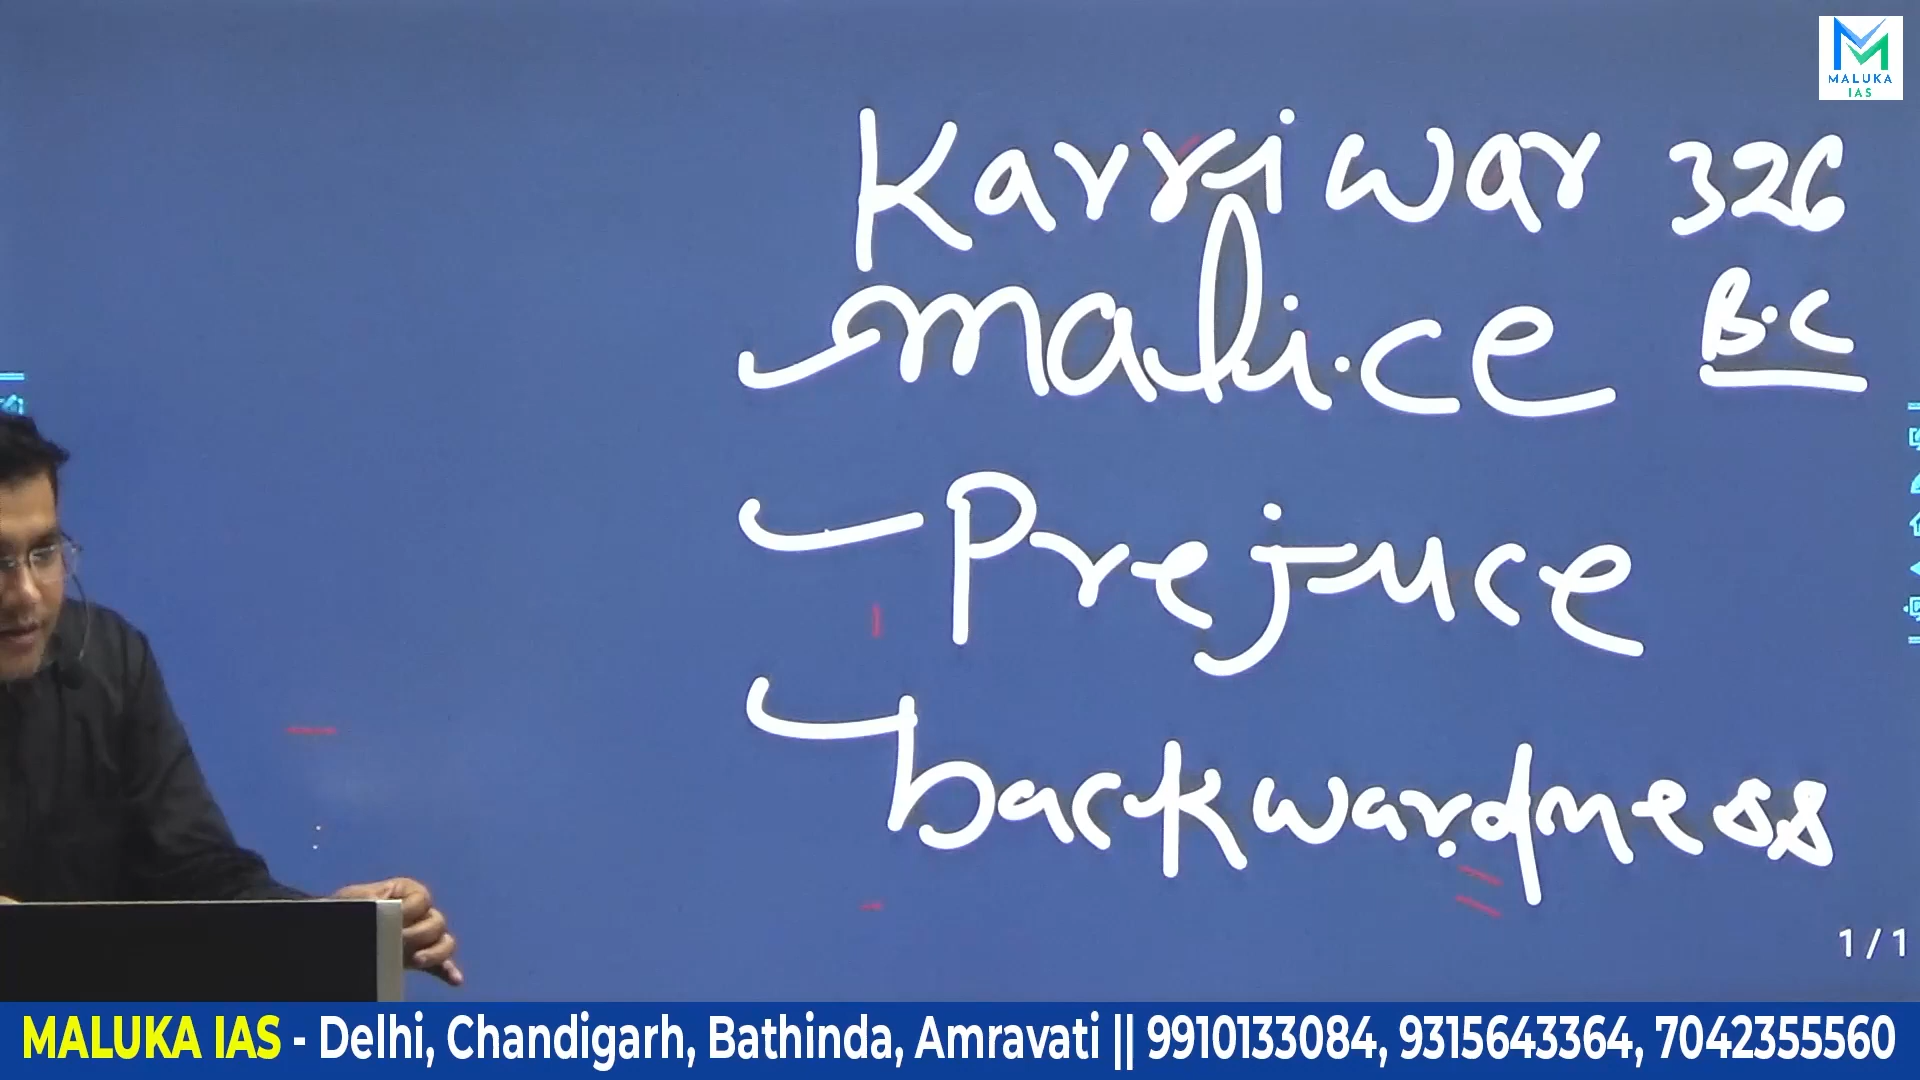 MALUKA
IAS
Karriwar 326
B.C
malice
Prejuce
backwardness
1/1
MALUKA IAS - Delhi, Chandigarh, Bathinda, Amravati || 9910133084, 9315643364, 7042355560